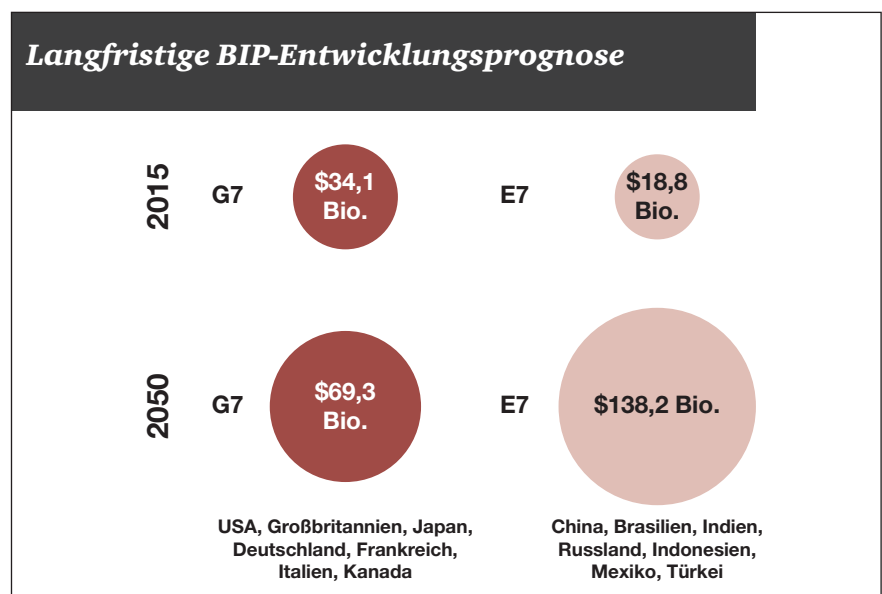 Langfristige BIP-Entwicklungsprognose
2015
G7
$34,1
Bio.
E7
$18,8
Bio.
2050
G7
$69,3
Bio.
E7
$138,2 Bio.
USA, Großbritannien, Japan,
Deutschland, Frankreich,
Italien, Kanada
China, Brasilien, Indien,
Russland, Indonesien,
Mexiko, Türkei